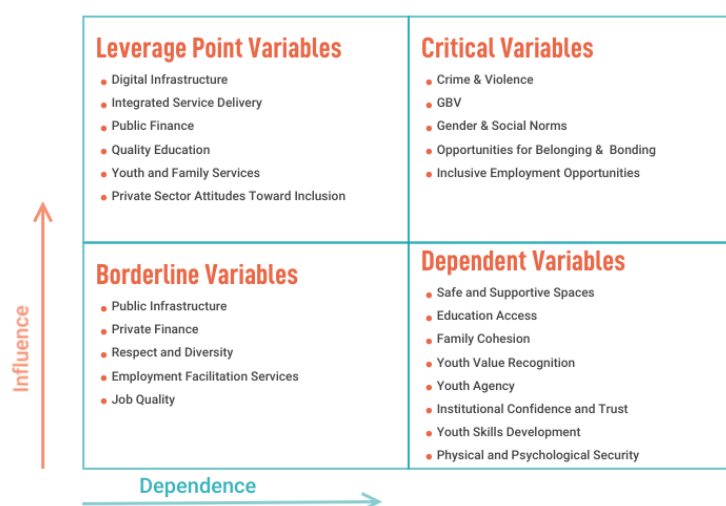 Leverage Point Variables
Digital Infrastructure
Integrated Service Delivery
Public Finance
Quality Education
Youth and Family Services
Private Sector Attitudes Toward Inclusion
Critical Variables
Crime & Violence
GBV
Gender & Social Norms
Opportunities for Belonging & Bonding
Inclusive Employment Opportunities
Borderline Variables
Public Infrastructure
Private Finance
Respect and Diversity
Employment Facilitation Services
Job Quality
Dependent Variables
Safe and Supportive Spaces
Education Access
Family Cohesion
Youth Value Recognition
Youth Agency
Institutional Confidence and Trust
Youth Skills Development
Physical and Psychological Security
Influence
Dependence